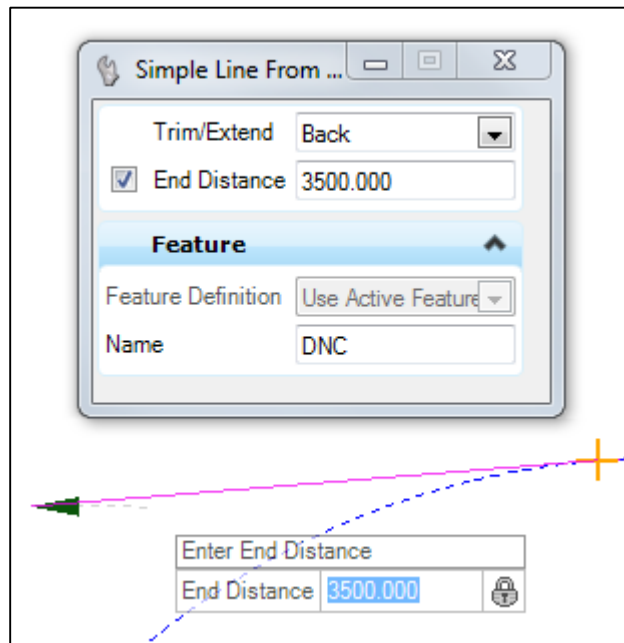 Simple Line From ...
Trim/Extend Back
End Distance 3500.000
Feature
Feature Definition Use Active Feature
Name DNC
Enter End Distance
End Distance 3500.000